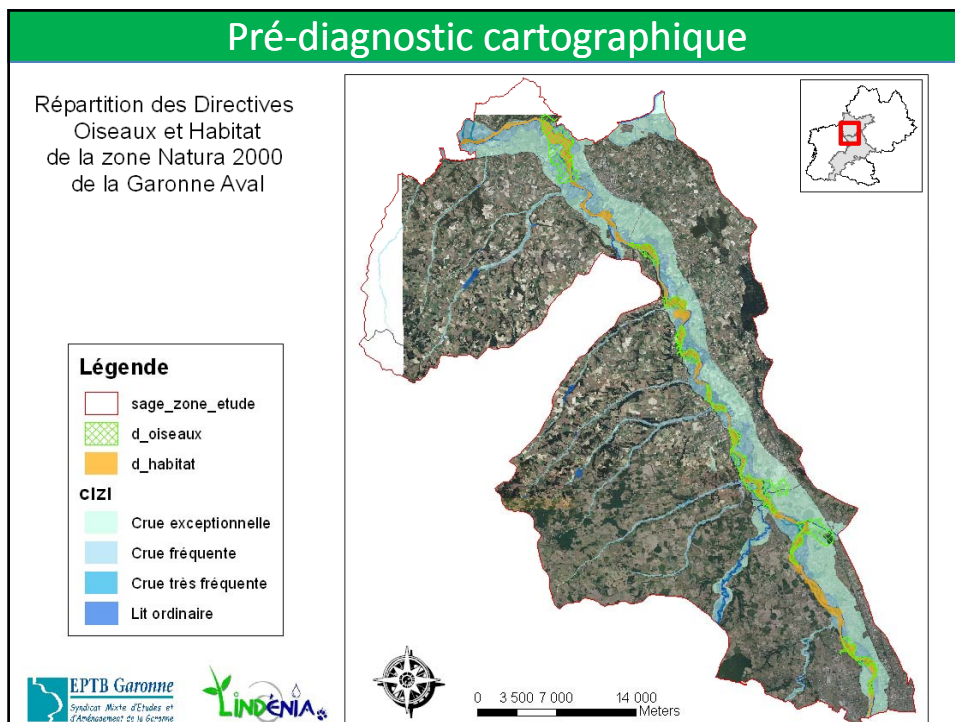 Pré-diagnostic cartographique
Répartition des Directives
Oiseaux et Habitat
de la zone Natura 2000
de la Garonne Aval
Légende
sage_zone_etude
d_oiseaux
d_habitat
cizi
Crue exceptionnelle
Crue fréquente
Crue très fréquente
Lit ordinaire
EPTB Garonne
Syndicat Mixte d'Etudes et
d'Aménagement de la Garonne
LINDÉNIA
0 3 500 7 000 14 000
Meters